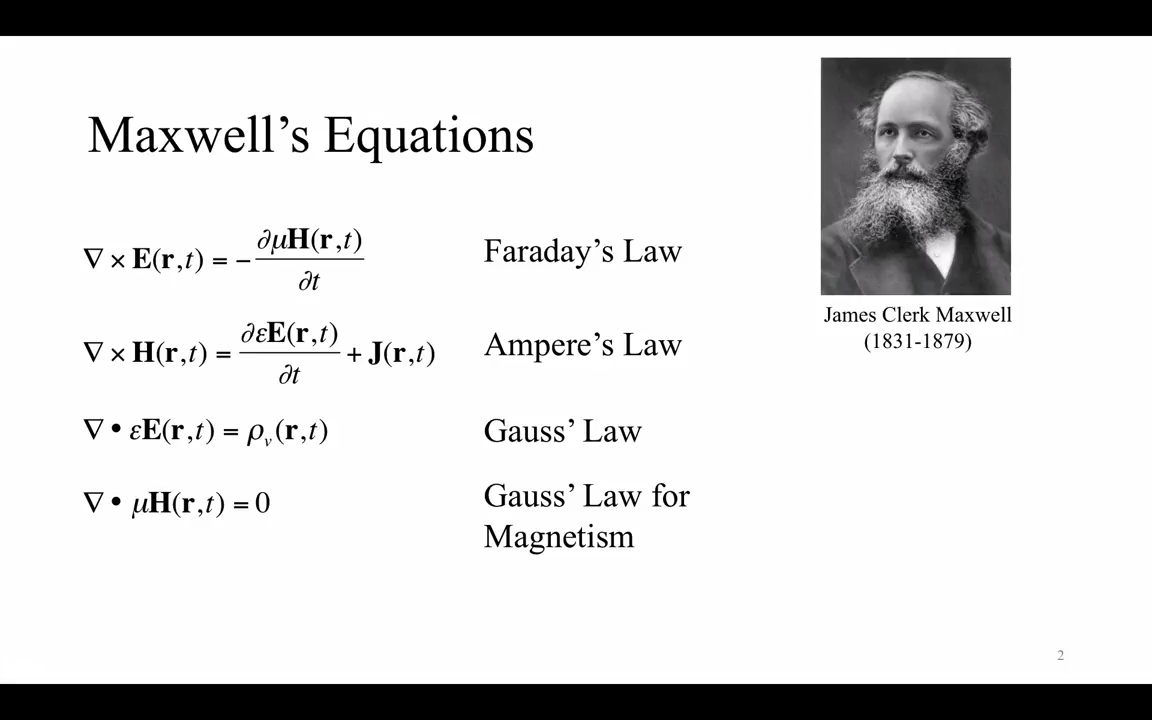 Maxwell’s Equations
∇ × E(r,t) = − ∂μH(r,t) / ∂t
Faraday’s Law
∇ × H(r,t) = ∂εE(r,t) / ∂t + J(r,t)
Ampere’s Law
∇ • εE(r,t) = ρᵥ(r,t)
Gauss’ Law
∇ • μH(r,t) = 0
Gauss’ Law for
Magnetism
James Clerk Maxwell
(1831-1879)
2